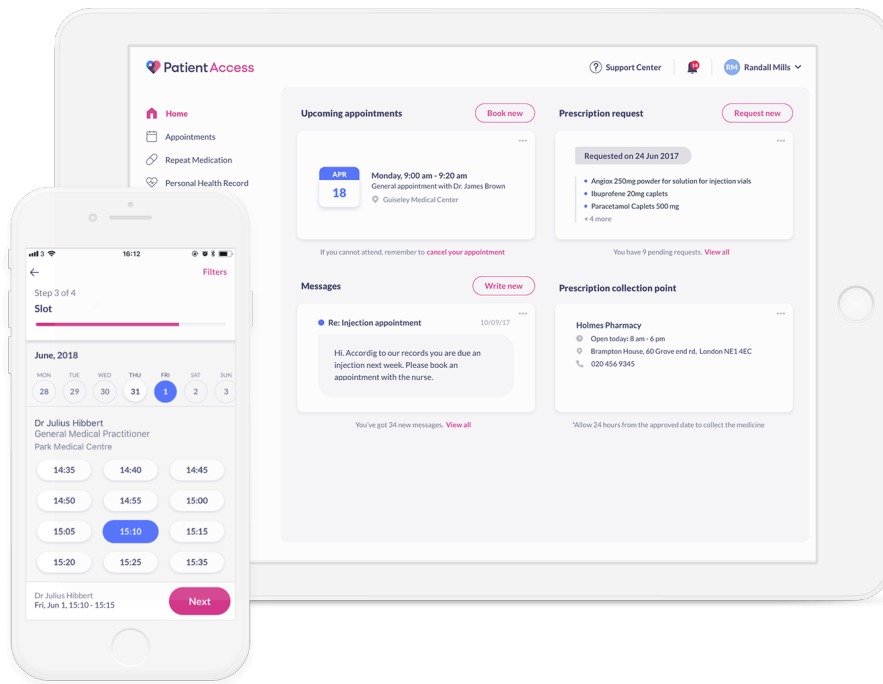 Patient Access
Support Center
14
RM
Randall Mills
Home
Appointments
Repeat Medication
Personal Health Record
Upcoming appointments
Book new
APR
18
Monday, 9:00 am - 9:20 am
General appointment with Dr. James Brown
Guiseley Medical Center
If you cannot attend, remember to cancel your appointment
Prescription request
Request new
Requested on 24 Jun 2017
Angiox 250mg powder for solution for injection vials
Ibuprofene 20mg caplets
Paracetamol Caplets 500 mg
+ 4 more
You have 9 pending requests. View all
Messages
Write new
Re: Injection appointment
10/09/17
Hi. Accordig to our records you are due an
injection next week. Please book an
appointment with the nurse.
You've got 34 new messages. View all
Prescription collection point
Holmes Pharmacy
Open today: 8 am - 6 pm
Brampton House, 60 Grove end rd, London NE1 4EC
020 456 9345
*Allow 24 hours from the approved date to collect the medicine
3
16:12
Filters
Step 3 of 4
Slot
June, 2018
MON TUE WED THU FRI SAT SUN
28 29 30 31 1 2 3
Dr Julius Hibbert
General Medical Practitioner
Park Medical Centre
14:35 14:40 14:45
14:50 14:55 15:00
15:05 15:10 15:15
15:20 15:25 15:35
Dr Julius Hibbert
Fri, Jun 1, 15:10 - 15:15
Next